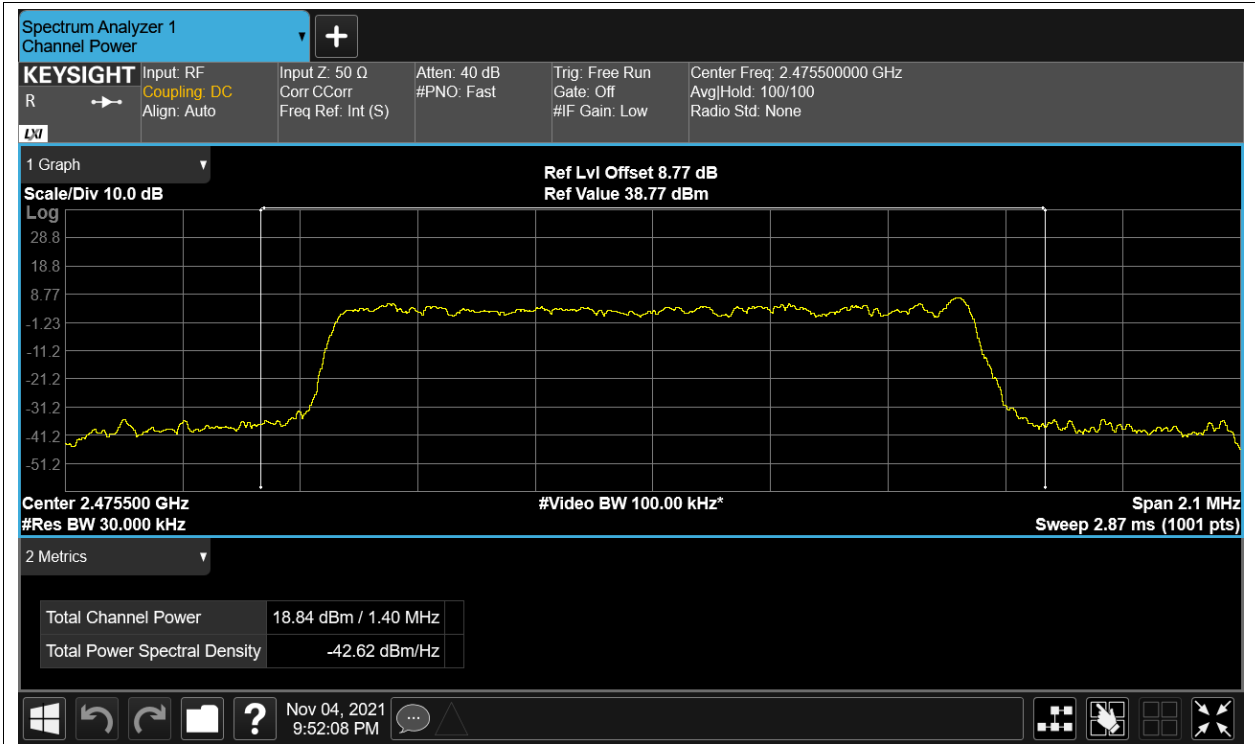 Spectrum Analyzer 1
Channel Power
KEYSIGHT Input: RF Input Z: 50 Ω Atten: 40 dB Trig: Free Run Center Freq: 2.475500000 GHz
R Coupling: DC Corr CCorr #PNO: Fast Gate: Off Avg|Hold: 100/100
Align: Auto Freq Ref: Int (S) #IF Gain: Low Radio Std: None
LXI
1 Graph
Ref Lvl Offset 8.77 dB
Scale/Div 10.0 dB Ref Value 38.77 dBm
Log
28.8
18.8
8.77
-1.23
-11.2
-21.2
-31.2
-41.2
-51.2
Center 2.475500 GHz #Video BW 100.00 kHz* Span 2.1 MHz
#Res BW 30.000 kHz Sweep 2.87 ms (1001 pts)
2 Metrics
Total Channel Power 18.84 dBm / 1.40 MHz
Total Power Spectral Density -42.62 dBm/Hz
? Nov 04, 2021
9:52:08 PM